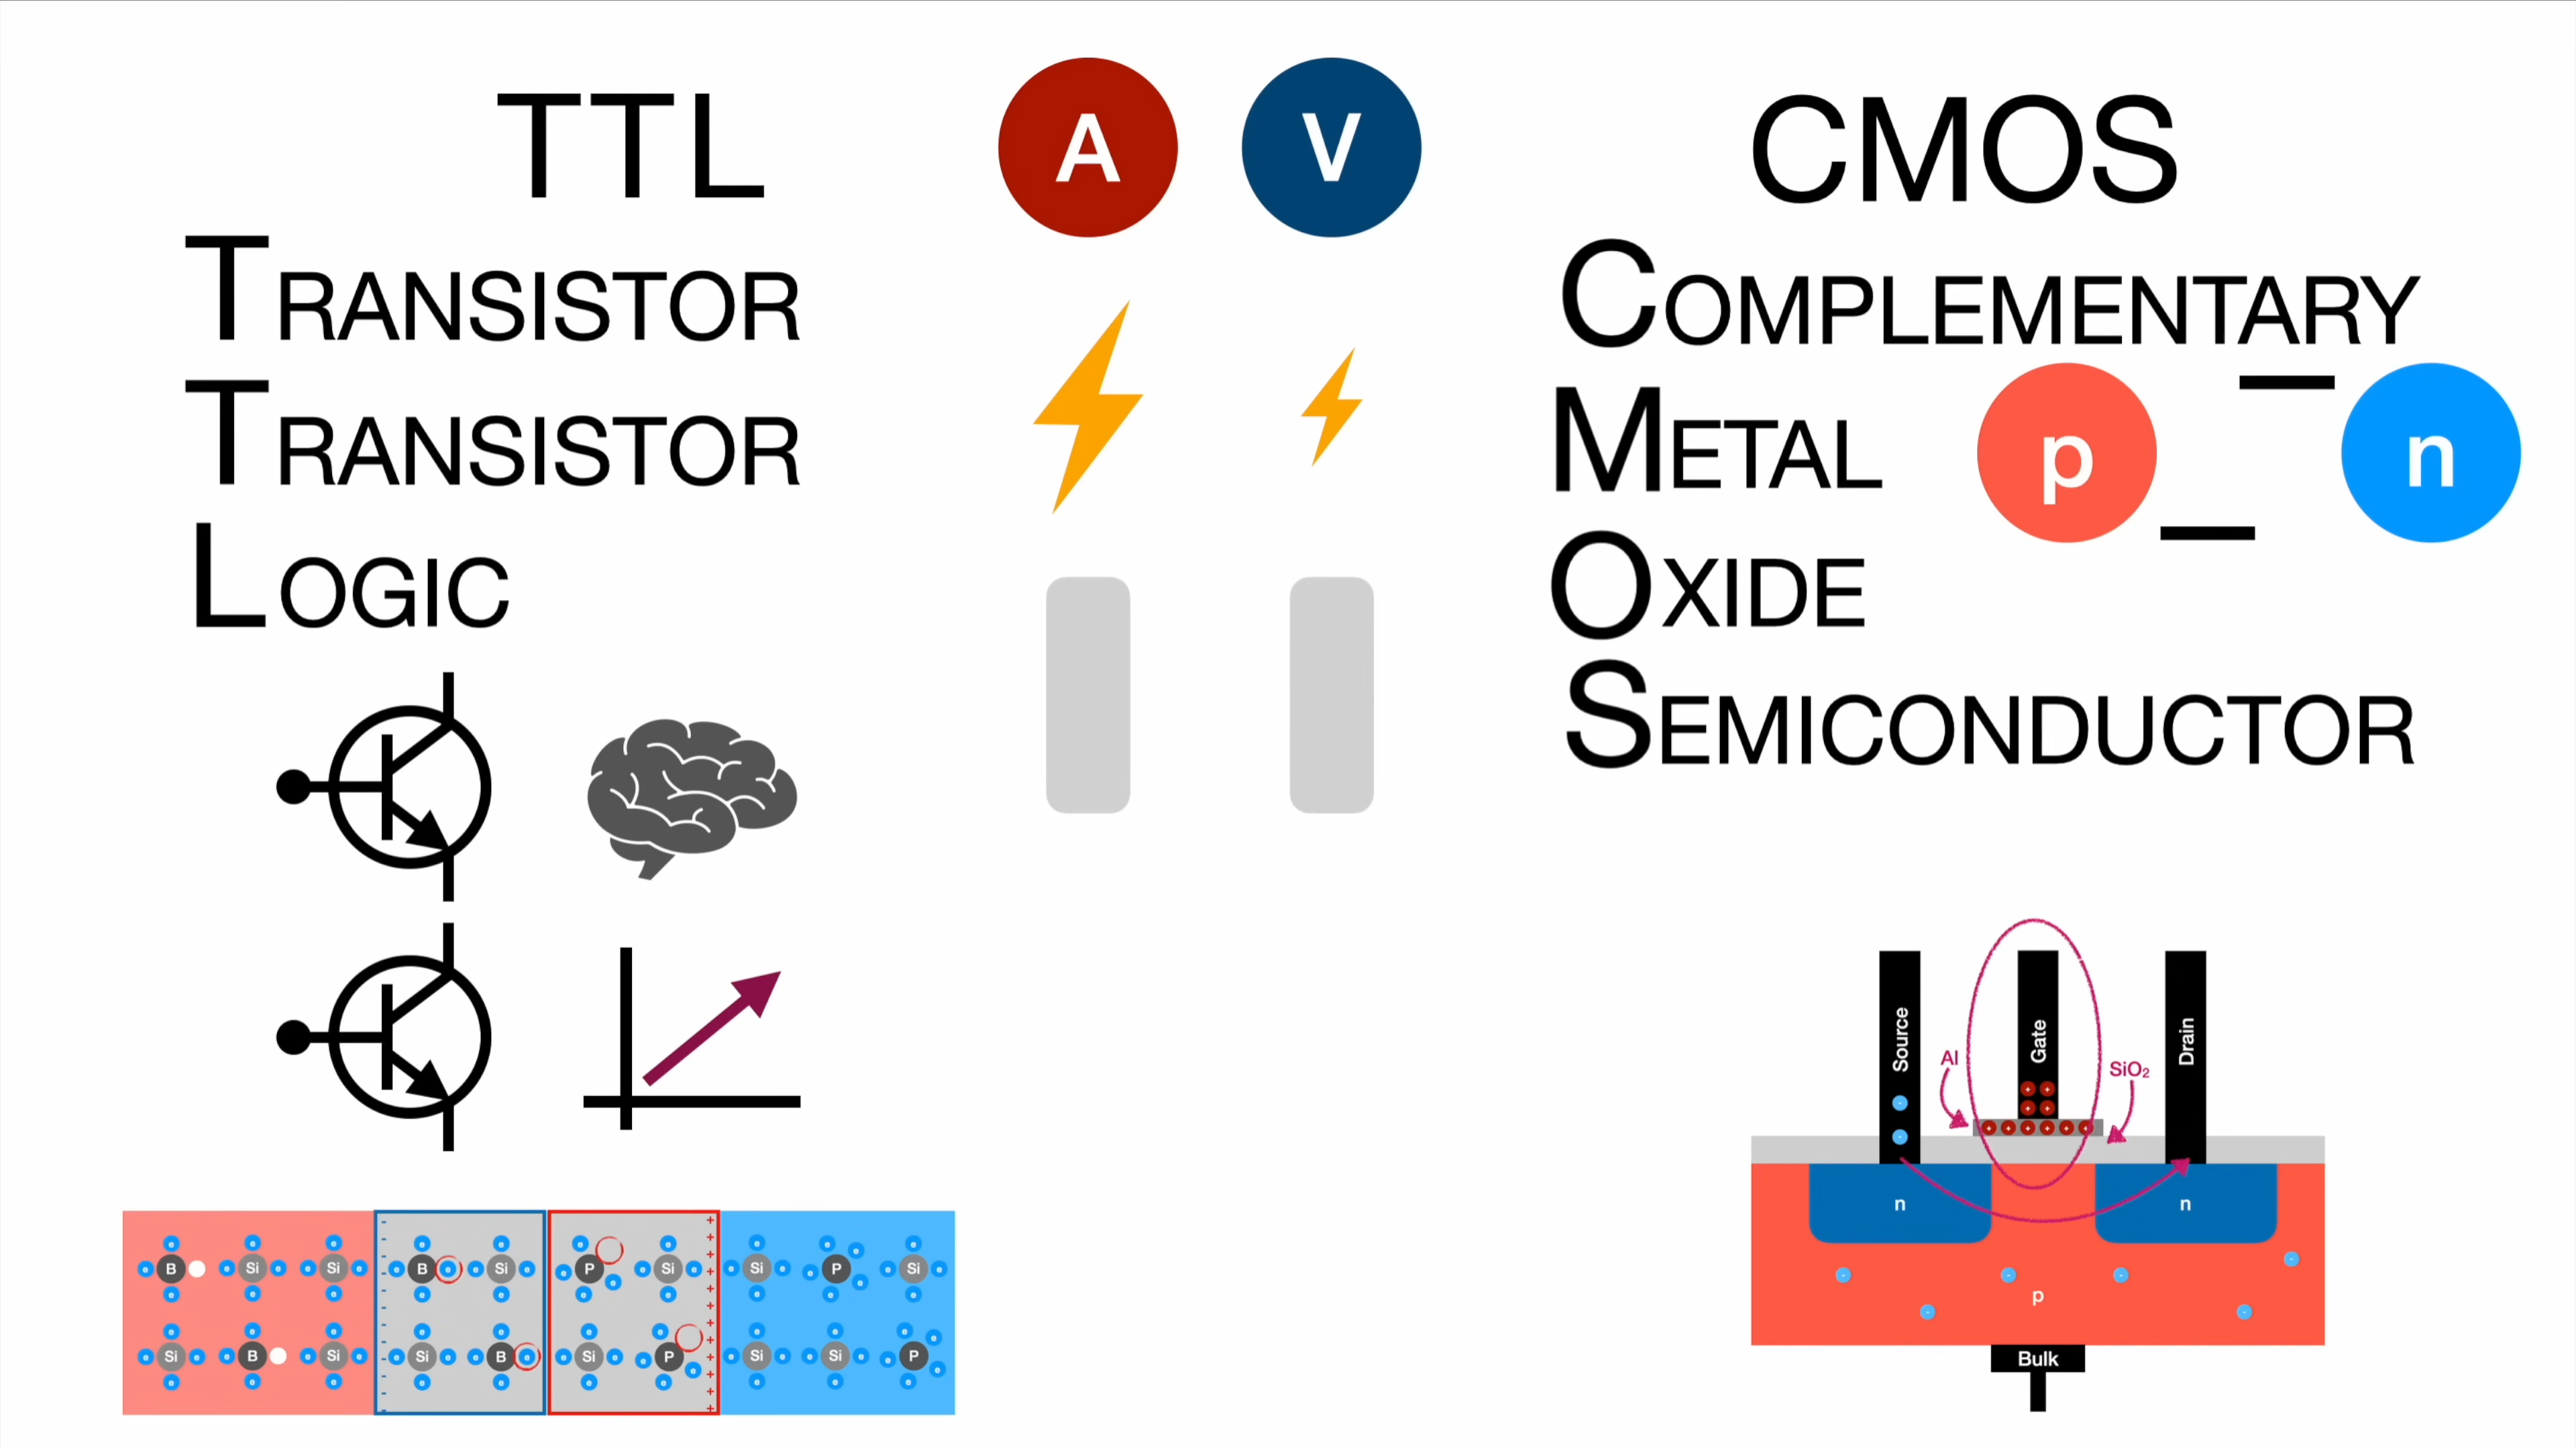 TTL
TRANSISTOR
TRANSISTOR
LOGIC
A V
CMOS
COMPLEMENTARY
METAL
OXIDE
SEMICONDUCTOR
p n
e e e e e e e e e
e B e Si e e Si e e B e e Si e e P e e Si e e Si e e P e e Si e
e e e e e e e e e e
e e e e e e e e e e e
e Si e e B e Si e e Si e e B e e Si e e P e e Si e e Si e e P e
e e e e e e e e e e
Source
Gate
Drain
Al
SiO₂
+ +
+ +
+ + + + + +
- -
n n
- - - - - -
p
Bulk